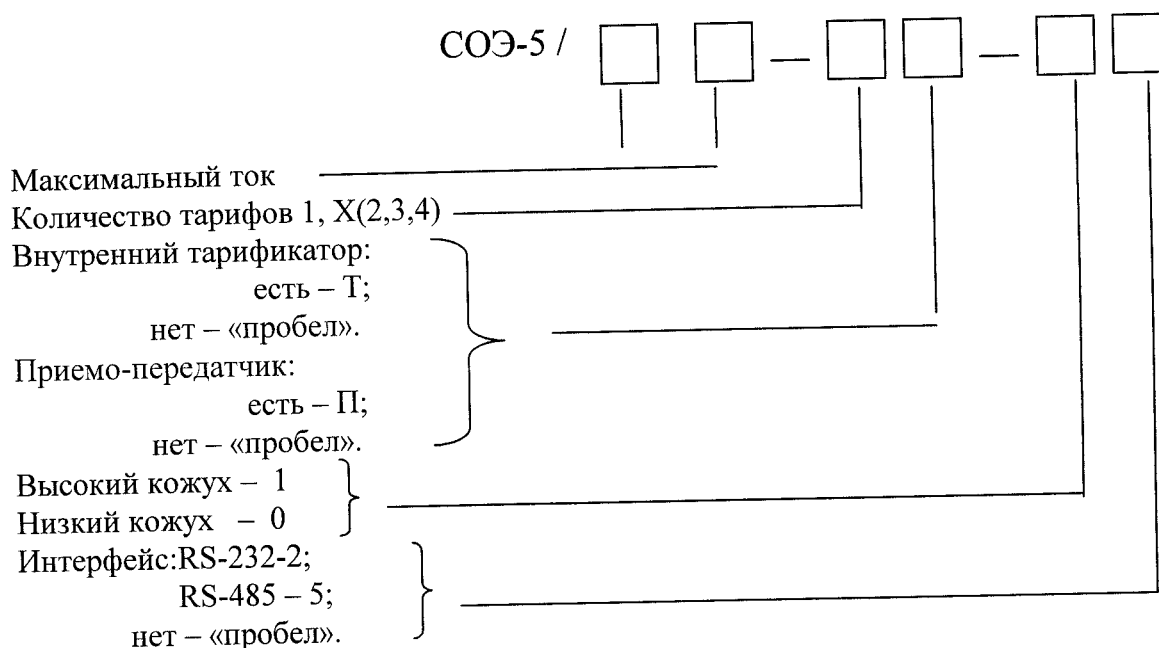 СОЭ-5 / — —
Максимальный ток
Количество тарифов 1, Х(2,3,4)
Внутренний тарификатор:
есть – Т;
нет – «пробел».
Приемо-передатчик:
есть – П;
нет – «пробел».
Высокий кожух – 1
Низкий кожух – 0
Интерфейс:RS-232-2;
RS-485 – 5;
нет – «пробел».